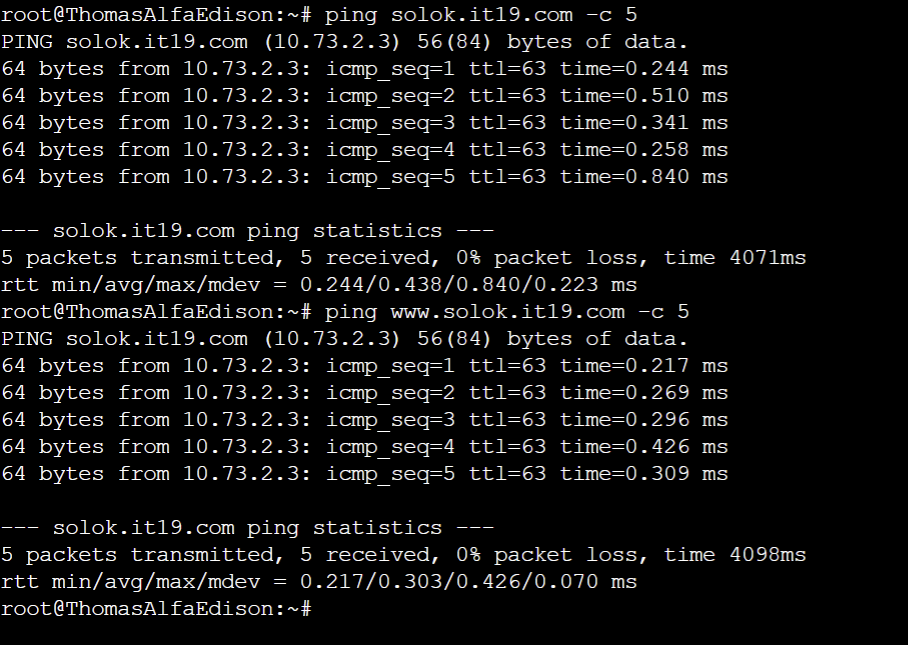 root@ThomasAlfaEdison:~# ping solok.it19.com -c 5
PING solok.it19.com (10.73.2.3) 56(84) bytes of data.
64 bytes from 10.73.2.3: icmp_seq=1 ttl=63 time=0.244 ms
64 bytes from 10.73.2.3: icmp_seq=2 ttl=63 time=0.510 ms
64 bytes from 10.73.2.3: icmp_seq=3 ttl=63 time=0.341 ms
64 bytes from 10.73.2.3: icmp_seq=4 ttl=63 time=0.258 ms
64 bytes from 10.73.2.3: icmp_seq=5 ttl=63 time=0.840 ms

--- solok.it19.com ping statistics ---
5 packets transmitted, 5 received, 0% packet loss, time 4071ms
rtt min/avg/max/mdev = 0.244/0.438/0.840/0.223 ms
root@ThomasAlfaEdison:~# ping www.solok.it19.com -c 5
PING solok.it19.com (10.73.2.3) 56(84) bytes of data.
64 bytes from 10.73.2.3: icmp_seq=1 ttl=63 time=0.217 ms
64 bytes from 10.73.2.3: icmp_seq=2 ttl=63 time=0.269 ms
64 bytes from 10.73.2.3: icmp_seq=3 ttl=63 time=0.296 ms
64 bytes from 10.73.2.3: icmp_seq=4 ttl=63 time=0.426 ms
64 bytes from 10.73.2.3: icmp_seq=5 ttl=63 time=0.309 ms

--- solok.it19.com ping statistics ---
5 packets transmitted, 5 received, 0% packet loss, time 4098ms
rtt min/avg/max/mdev = 0.217/0.303/0.426/0.070 ms
root@ThomasAlfaEdison:~#